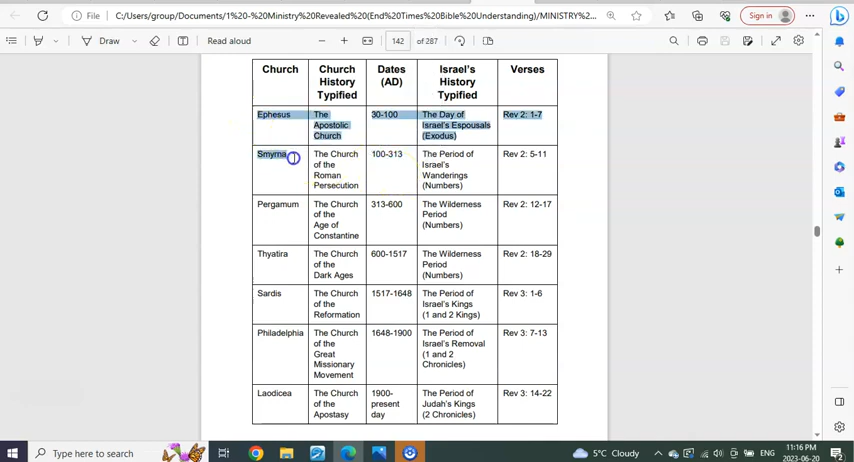 File
C:/Users/group/Documents/1%20-%20Ministry%20Revealed%20(End%20Times%20Bible%20Understanding)/MINISTRY%...
Sign in
Draw
Read aloud
142
of 287
Church
Church History Typified
Dates (AD)
Israel's History Typified
Verses
Ephesus
The Apostolic Church
30-100
The Day of Israel's Espousals (Exodus)
Rev 2: 1-7
Smyrna
The Church of the Roman Persecution
100-313
The Period of Israel's Wanderings (Numbers)
Rev 2: 5-11
Pergamum
The Church of the Age of Constantine
313-600
The Wilderness Period (Numbers)
Rev 2: 12-17
Thyatira
The Church of the Dark Ages
600-1517
The Wilderness Period (Numbers)
Rev 2: 18-29
Sardis
The Church of the Reformation
1517-1648
The Period of Israel's Kings (1 and 2 Kings)
Rev 3: 1-6
Philadelphia
The Church of the Great Missionary Movement
1648-1900
The Period of Israel's Removal (1 and 2 Chronicles)
Rev 3: 7-13
Laodicea
The Church of the Apostasy
1900-present day
The Period of Judah's Kings (2 Chronicles)
Rev 3: 14-22
Type here to search
5°C Cloudy
ENG
11:16 PM
2023-06-20